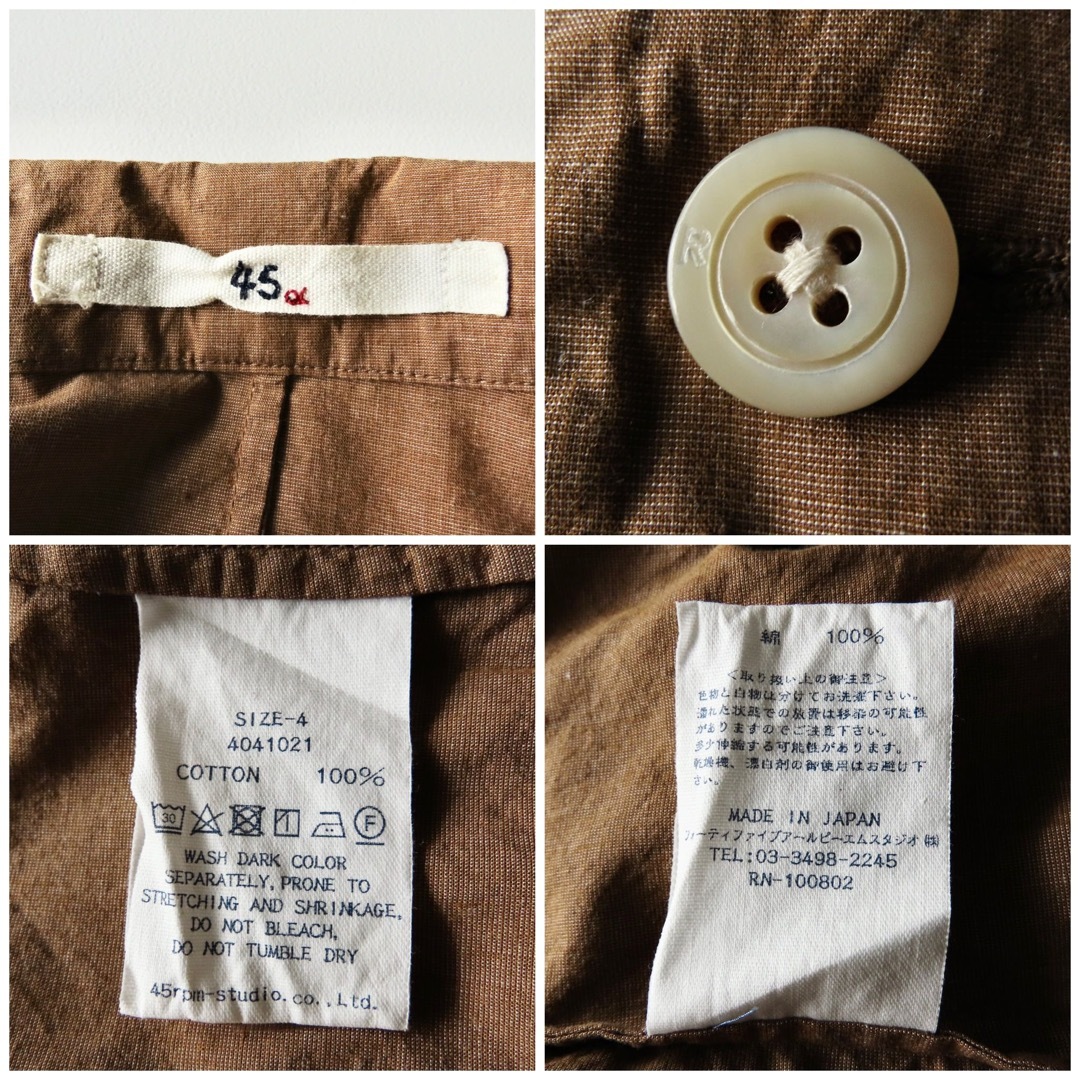 45R
R
SIZE-4
4041021
COTTON 100%
30
F
WASH DARK COLOR
SEPARATELY, PRONE TO
STRETCHING AND SHRINKAGE,
DO NOT BLEACH,
DO NOT TUMBLE DRY
45rpm-studio.co.,Ltd.
綿 100%
<取り扱い上の御注意>
色物と白物は分けてお洗濯下さい。
濡れた状態での放置は移染の可能性
がありますのでご注意下さい。
多少伸縮する可能性があります。
乾燥機、漂白剤の御使用はお避け下
さい。
MADE IN JAPAN
フォーティファイブアールピーエムスタジオ㈱
TEL:03-3498-2245
RN-100802